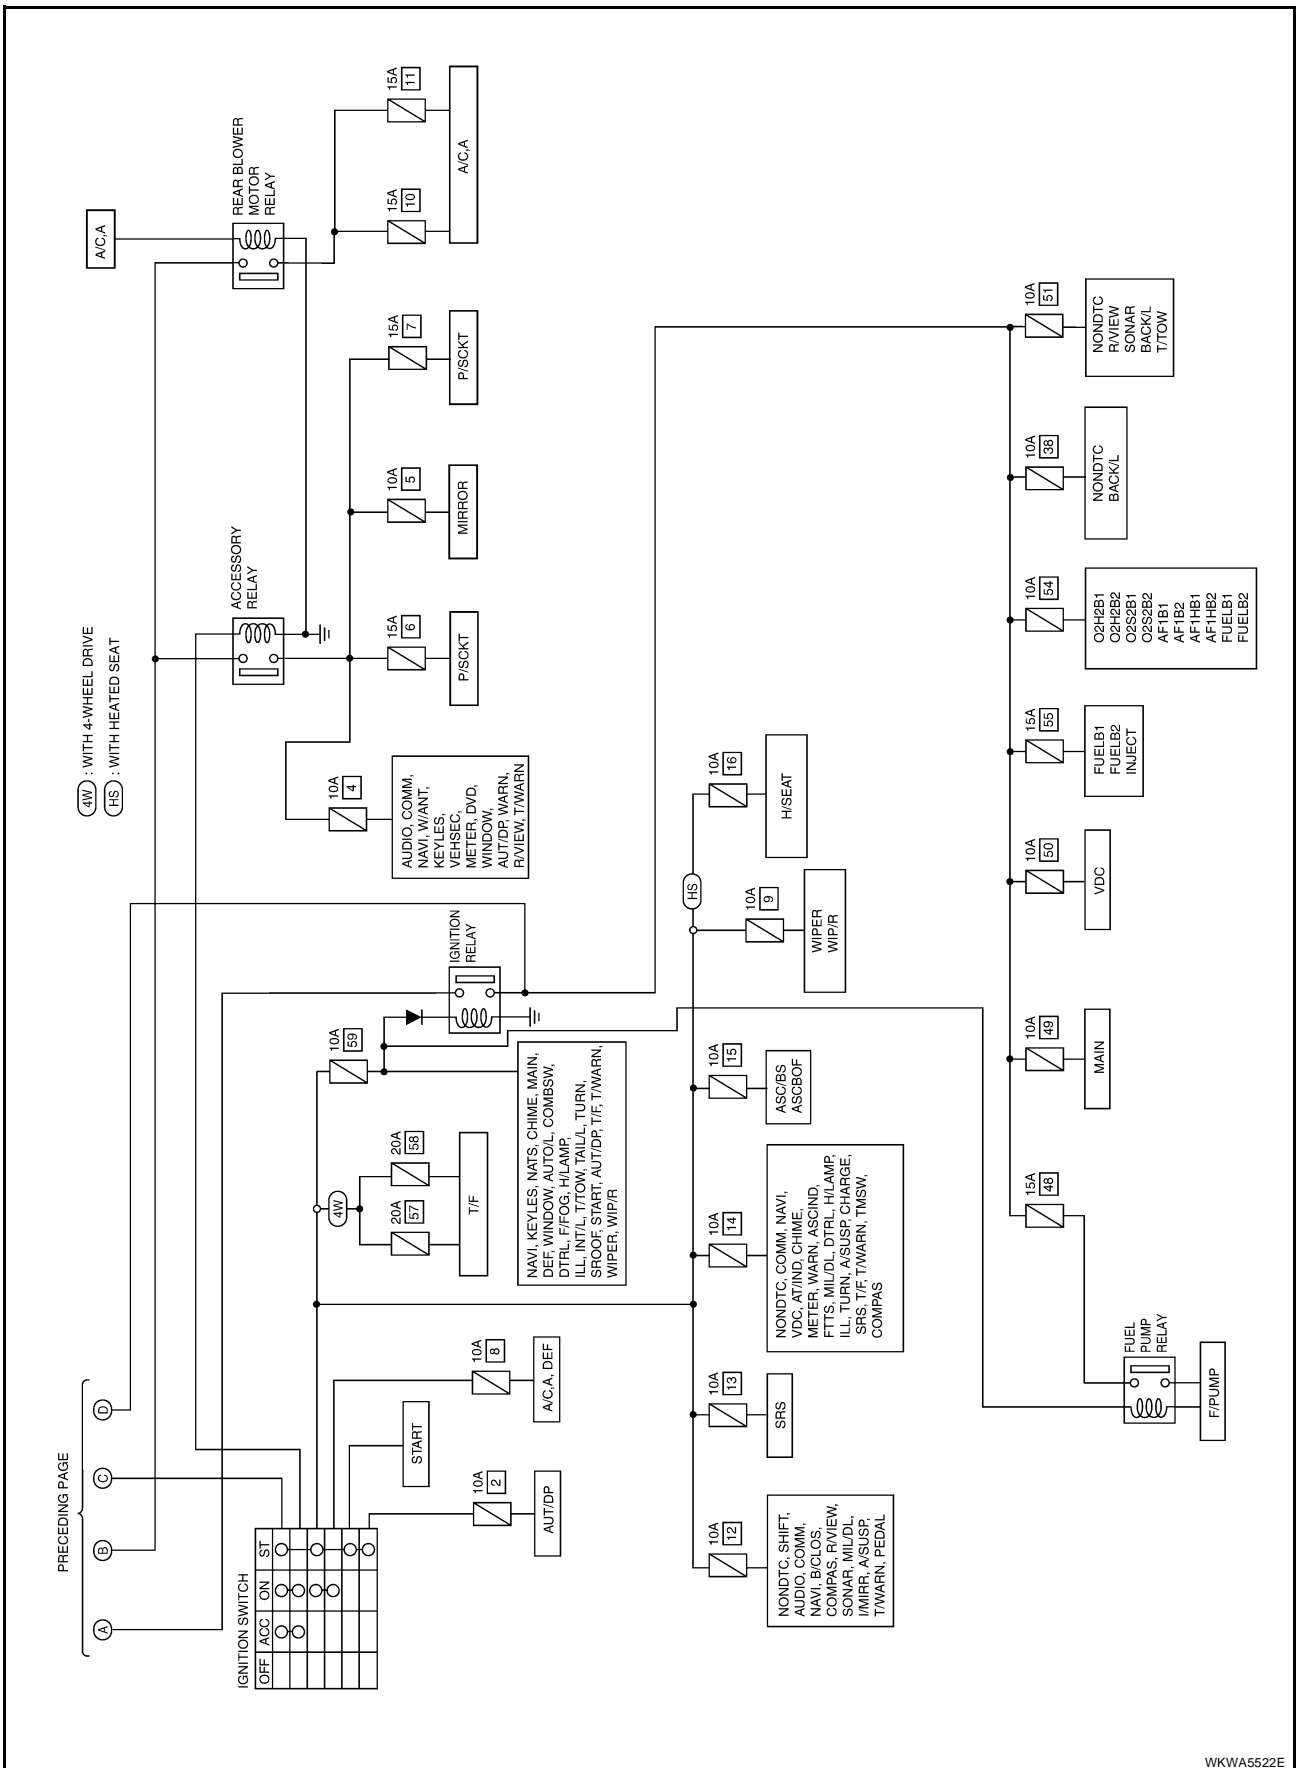 PRECEDING PAGE
A
B
C
D
IGNITION SWITCH
OFF
ACC
ON
ST
4W : WITH 4-WHEEL DRIVE
HS : WITH HEATED SEAT
A/C,A
REAR BLOWER
MOTOR
RELAY
15A
11
15A
10
A/C,A
ACCESSORY
RELAY
15A
7
P/SCKT
10A
5
MIRROR
15A
6
P/SCKT
10A
4
AUDIO, COMM,
NAVI, W/ANT,
KEYLES,
VEHSEC,
METER, DVD,
WINDOW,
AUT/DP, WARN,
R/VIEW, T/WARN
IGNITION
RELAY
10A
59
NAVI, KEYLES, NATS, CHIME, MAIN,
DEF, WINDOW, AUTO/L, COMBSW,
DTRL, F/FOG, H/LAMP,
ILL, INT/L, T/TOW, TAIL/L, TURN,
SROOF, START, AUT/DP, T/F, T/WARN,
WIPER, WIP/R
4W
20A
58
20A
57
T/F
10A
8
A/C,A, DEF
START
10A
2
AUT/DP
HS
10A
16
H/SEAT
10A
9
WIPER
WIP/R
10A
15
ASC/BS
ASCBOF
10A
14
NONDTC, COMM, NAVI,
VDC, AT/IND, CHIME,
METER, WARN, ASCIND,
FTTS, MIL/DL, DTRL, H/LAMP,
ILL, TURN, A/SUSP, CHARGE,
SRS, T/F, T/WARN, TMSW,
COMPAS
10A
13
SRS
10A
12
NONDTC, SHIFT,
AUDIO, COMM,
NAVI, B/CLOS,
COMPAS, R/VIEW,
SONAR, MIL/DL,
I/MIRR, A/SUSP,
T/WARN, PEDAL
10A
51
NONDTC
R/VIEW
SONAR
BACK/L
T/TOW
10A
38
NONDTC
BACK/L
10A
54
O2H2B1
O2H2B2
O2S2B1
O2S2B2
AF1B1
AF1B2
AF1HB1
AF1HB2
FUELB1
FUELB2
15A
55
FUELB1
FUELB2
INJECT
10A
50
VDC
10A
49
MAIN
15A
48
FUEL
PUMP
RELAY
F/PUMP
WKWA5522E